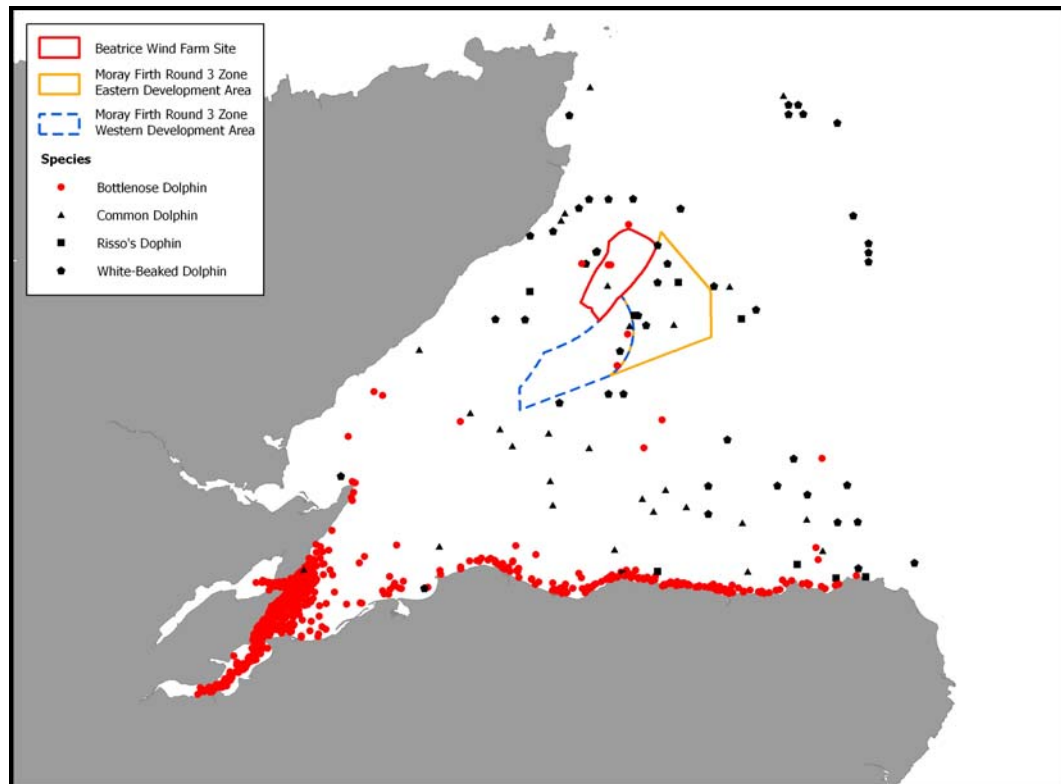 Beatrice Wind Farm Site
Moray Firth Round 3 Zone
Eastern Development Area
Moray Firth Round 3 Zone
Western Development Area
Species
Bottlenose Dolphin
Common Dolphin
Risso's Dophin
White-Beaked Dolphin